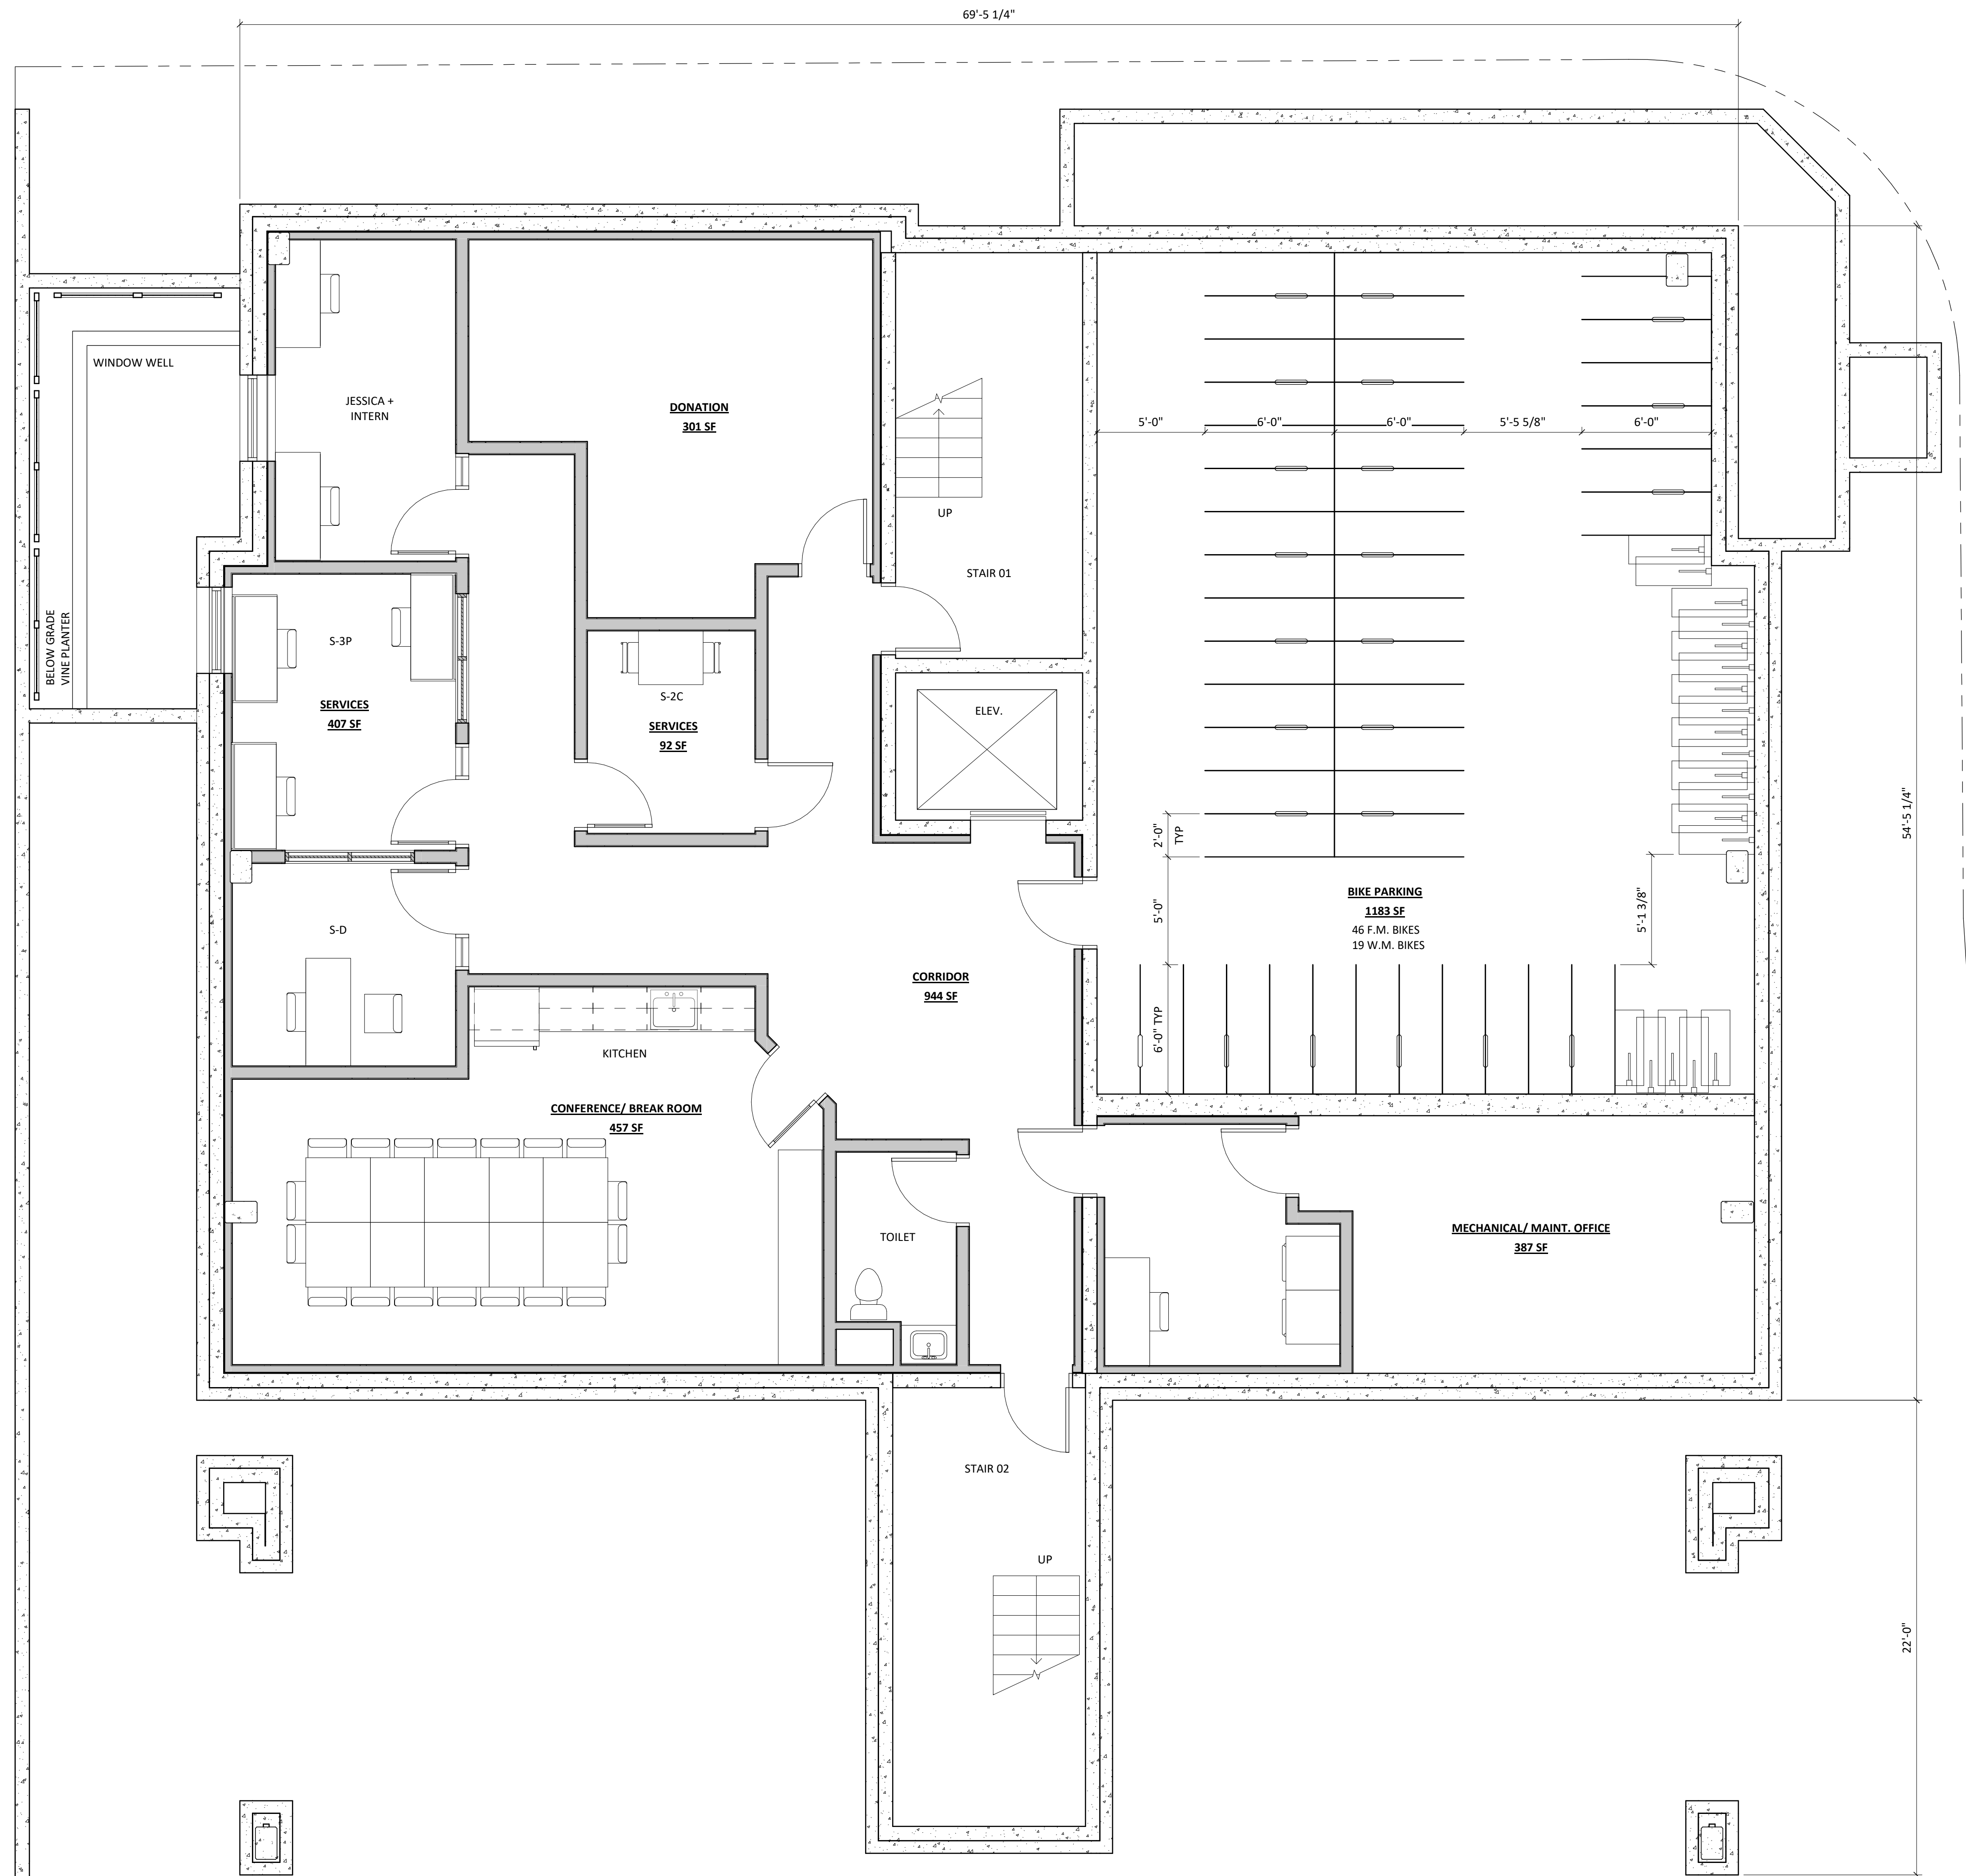 69'-5 1/4"
WINDOW WELL
JESSICA +
INTERN
DONATION
301 SF
5'-0"
6'-0"
6'-0"
5'-5 5/8"
6'-0"
UP
STAIR 01
BELOW GRADE
VINE PLANTER
S-3P
SERVICES
407 SF
S-2C
SERVICES
92 SF
ELEV.
54'-5 1/4"
2'-0"
TYP
BIKE PARKING
1183 SF
46 F.M. BIKES
19 W.M. BIKES
5'-0"
5'-1 3/8"
S-D
CORRIDOR
944 SF
6'-0" TYP
KITCHEN
CONFERENCE/ BREAK ROOM
457 SF
TOILET
MECHANICAL/ MAINT. OFFICE
387 SF
STAIR 02
UP
22'-0"